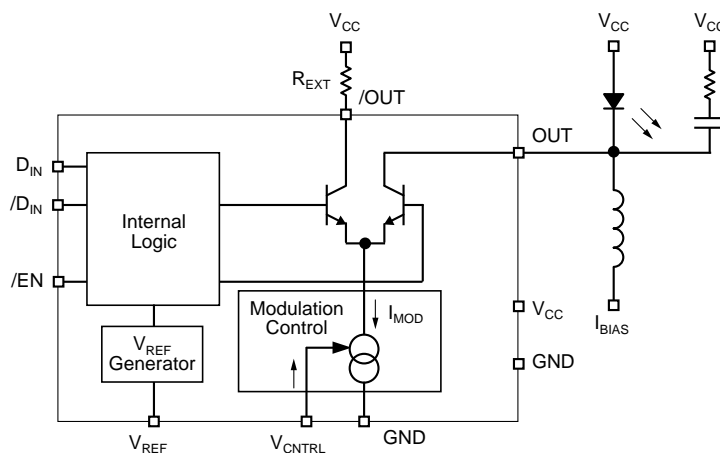 VCC
VCC
VCC
REXT
/OUT
OUT
DIN
/DIN
Internal
Logic
/EN
Modulation
Control
IMOD
VCC
IBIAS
VREF
Generator
GND
VREF
VCNTRL
GND